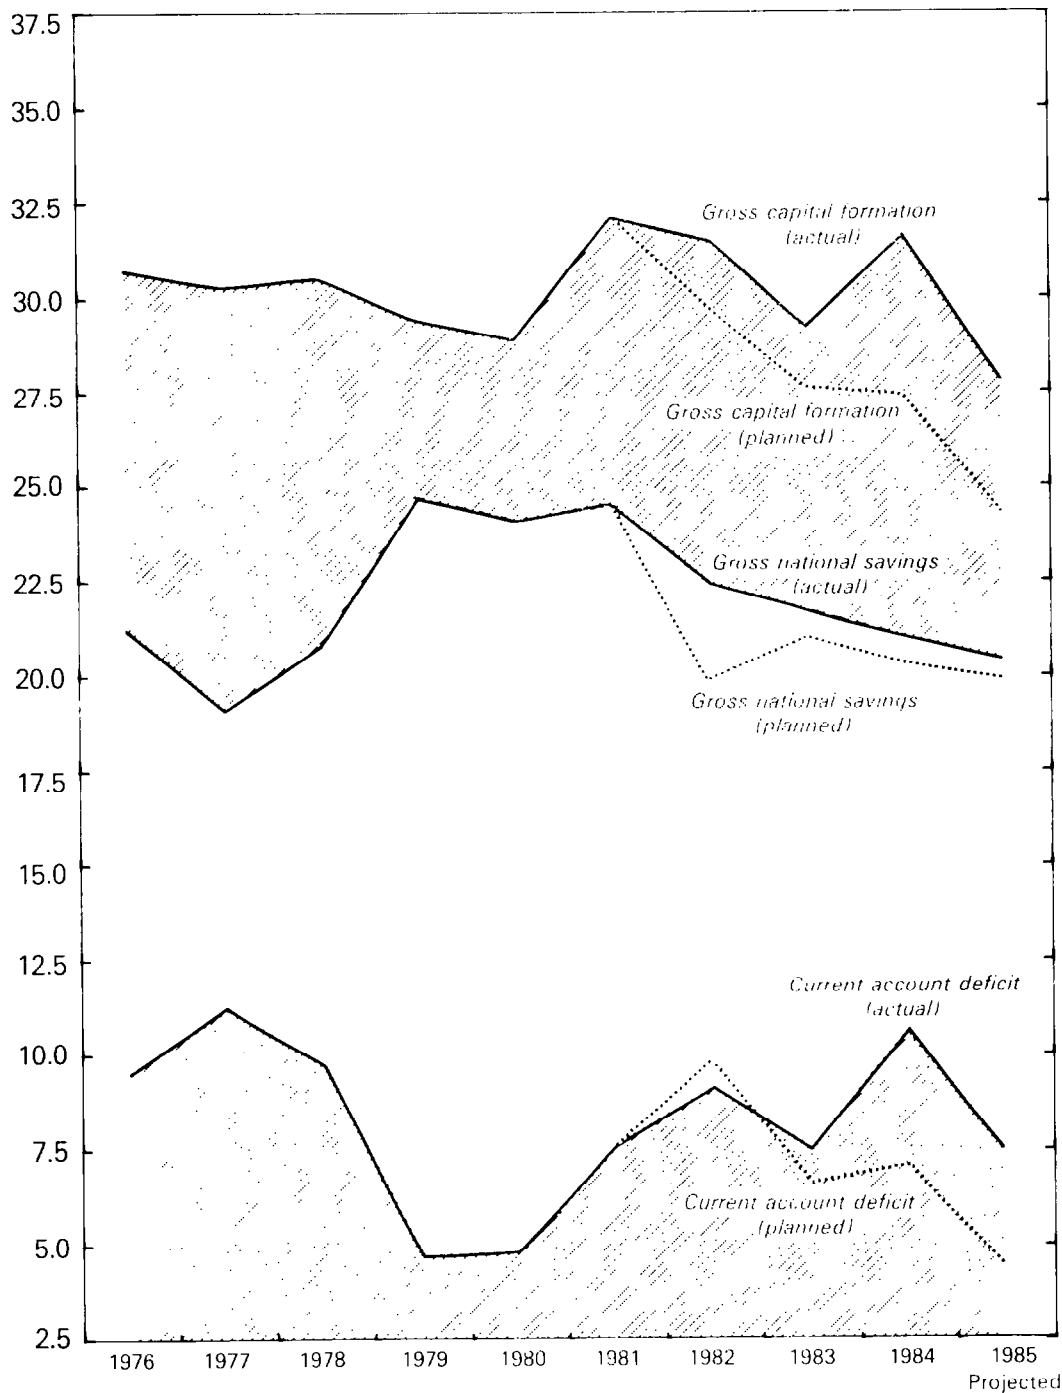 37.5
35.0
32.5
Gross capital formation
(actual)
30.0
27.5
Gross capital formation
(planned)
25.0
Gross national savings
(actual)
22.5
20.0
Gross national savings
(planned)
17.5
15.0
12.5
Current account deficit
(actual)
10.0
7.5
Current account deficit
(planned)
5.0
2.5
1976 1977 1978 1979 1980 1981 1982 1983 1984 1985
Projected